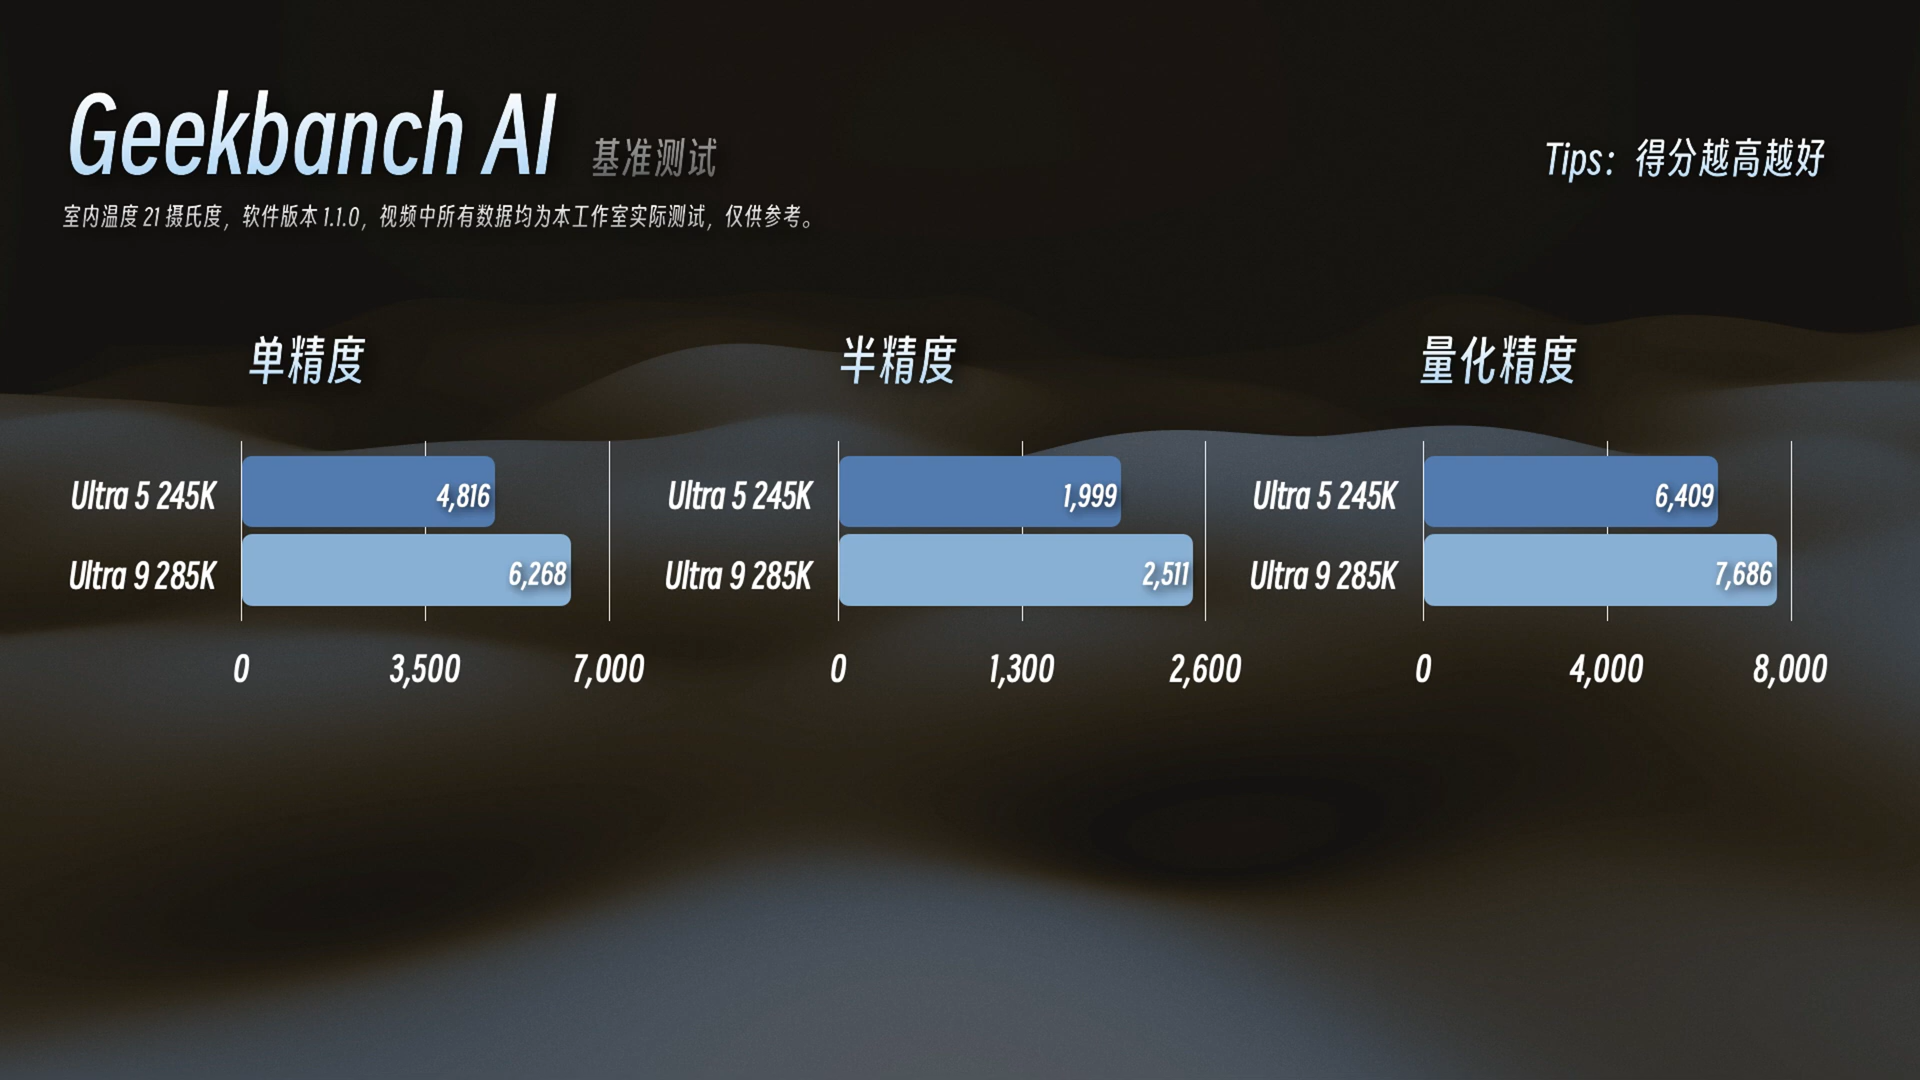 Geekbanch AI 基准测试
Tips：得分越高越好
室内温度 21 摄氏度，软件版本 1.1.0，视频中所有数据均为本工作室实际测试，仅供参考。
单精度
Ultra 5 245K 4,816
Ultra 9 285K 6,268
0 3,500 7,000
半精度
Ultra 5 245K 1,999
Ultra 9 285K 2,511
0 1,300 2,600
量化精度
Ultra 5 245K 6,409
Ultra 9 285K 7,686
0 4,000 8,000